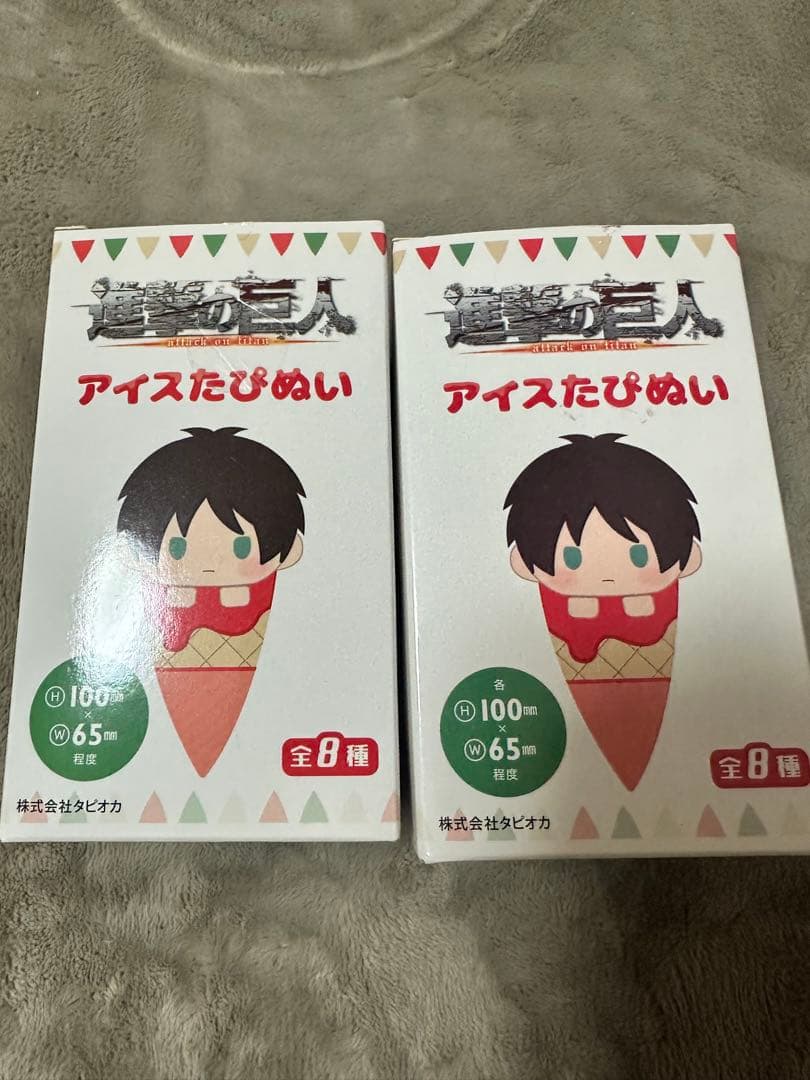 進撃の巨人
attack on titan
アイスたぴぬい
H 100mm
×
W 65mm
程度
全8種
株式会社タピオカ
進撃の巨人
attack on titan
アイスたぴぬい
各
H 100mm
×
W 65mm
程度
全8種
株式会社タピオカ